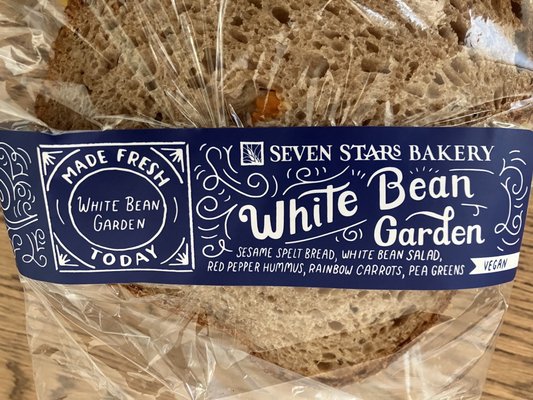 MADE FRESH
WHITE BEAN
GARDEN
TODAY
SEVEN STARS BAKERY
White Bean
Garden
SESAME SPELT BREAD, WHITE BEAN SALAD,
RED PEPPER HUMMUS, RAINBOW CARROTS, PEA GREENS
VEGAN